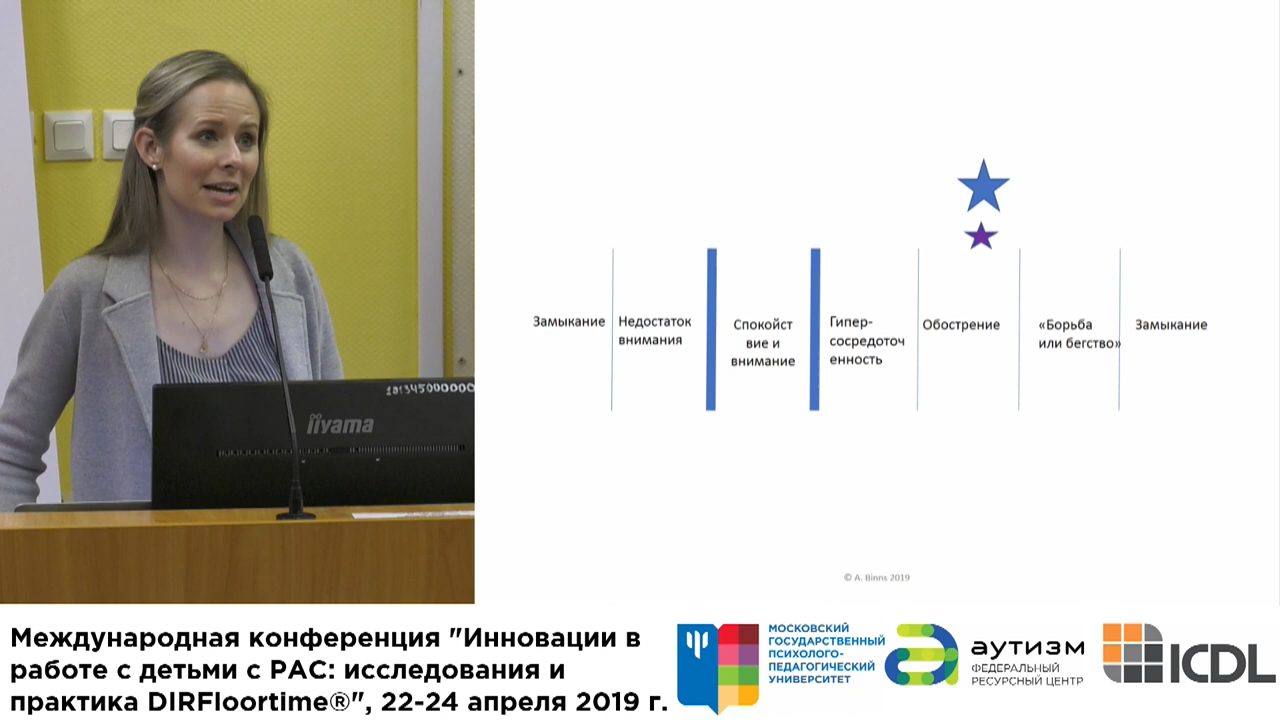 Замыкание
Недостаток
внимания
Спокойст
вие и
внимание
Гипер-
сосредоточ
енность
Обострение
«Борьба
или бегство»
Замыкание
101345000000
iiyama
© A. Binns 2019
Международная конференция "Инновации в
работе с детьми с РАС: исследования и
практика DIRFloortime®", 22-24 апреля 2019 г.
МОСКОВСКИЙ
ГОСУДАРСТВЕННЫЙ
ПСИХОЛОГО-
ПЕДАГОГИЧЕСКИЙ
УНИВЕРСИТЕТ
аутизм
ФЕДЕРАЛЬНЫЙ
РЕСУРСНЫЙ ЦЕНТР
ICDL